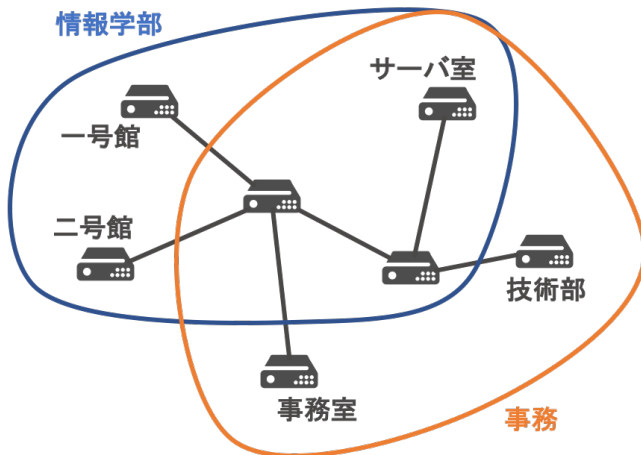 情報学部
サーバ室
一号館
二号館
技術部
事務室
事務